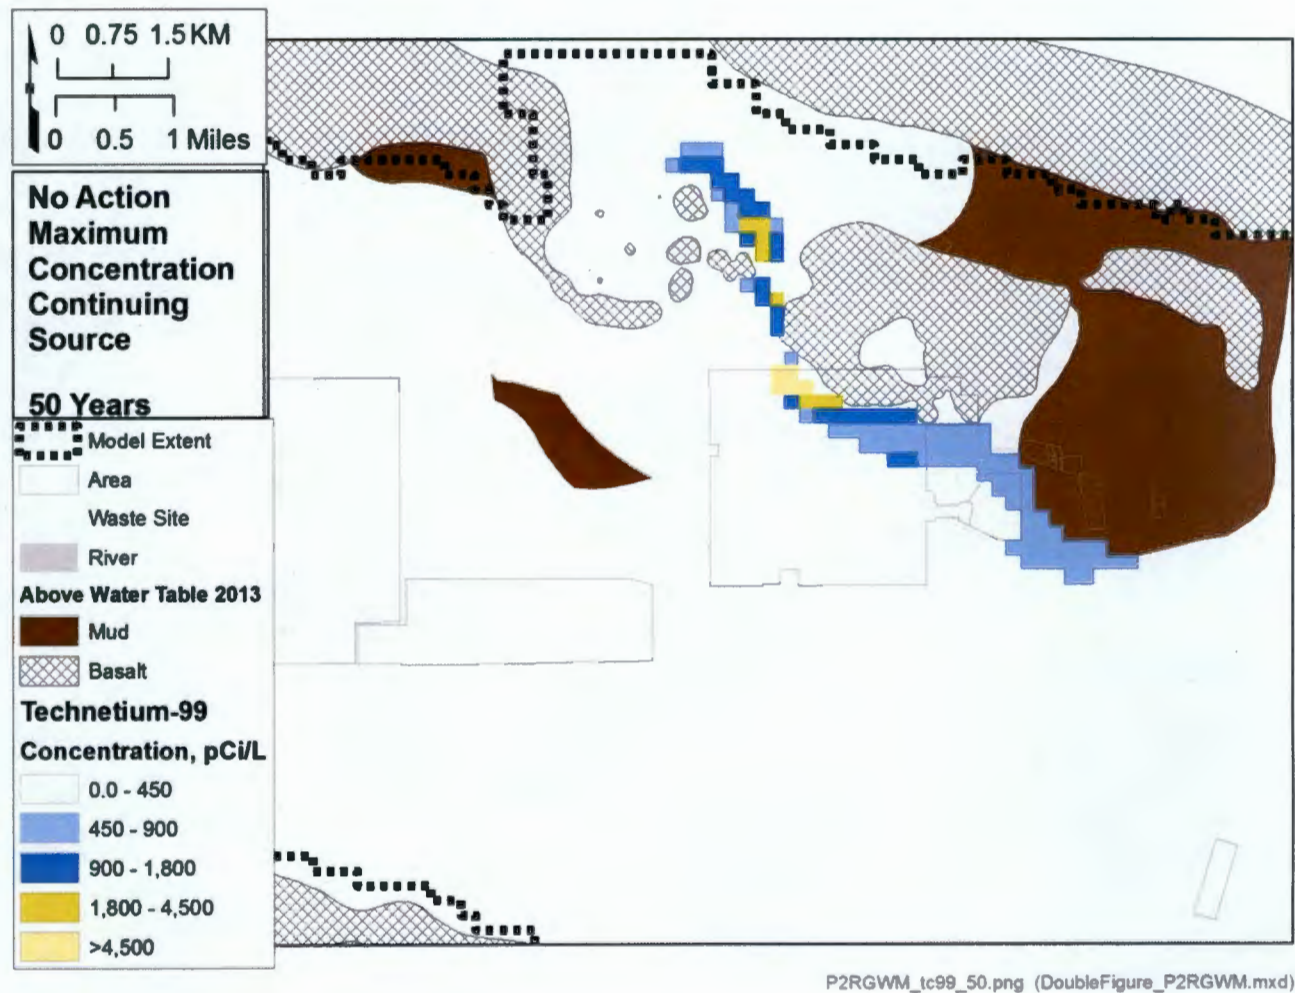 0 0.75 1.5 KM
0 0.5 1 Miles
No Action
Maximum
Concentration
Continuing
Source
50 Years
Model Extent
Area
Waste Site
River
Above Water Table 2013
Mud
Basalt
Technetium-99
Concentration, pCi/L
0.0 - 450
450 - 900
900 - 1,800
1,800 - 4,500
>4,500
P2RGWM_tc99_50.png (DoubleFigure_P2RGWM.mxd)